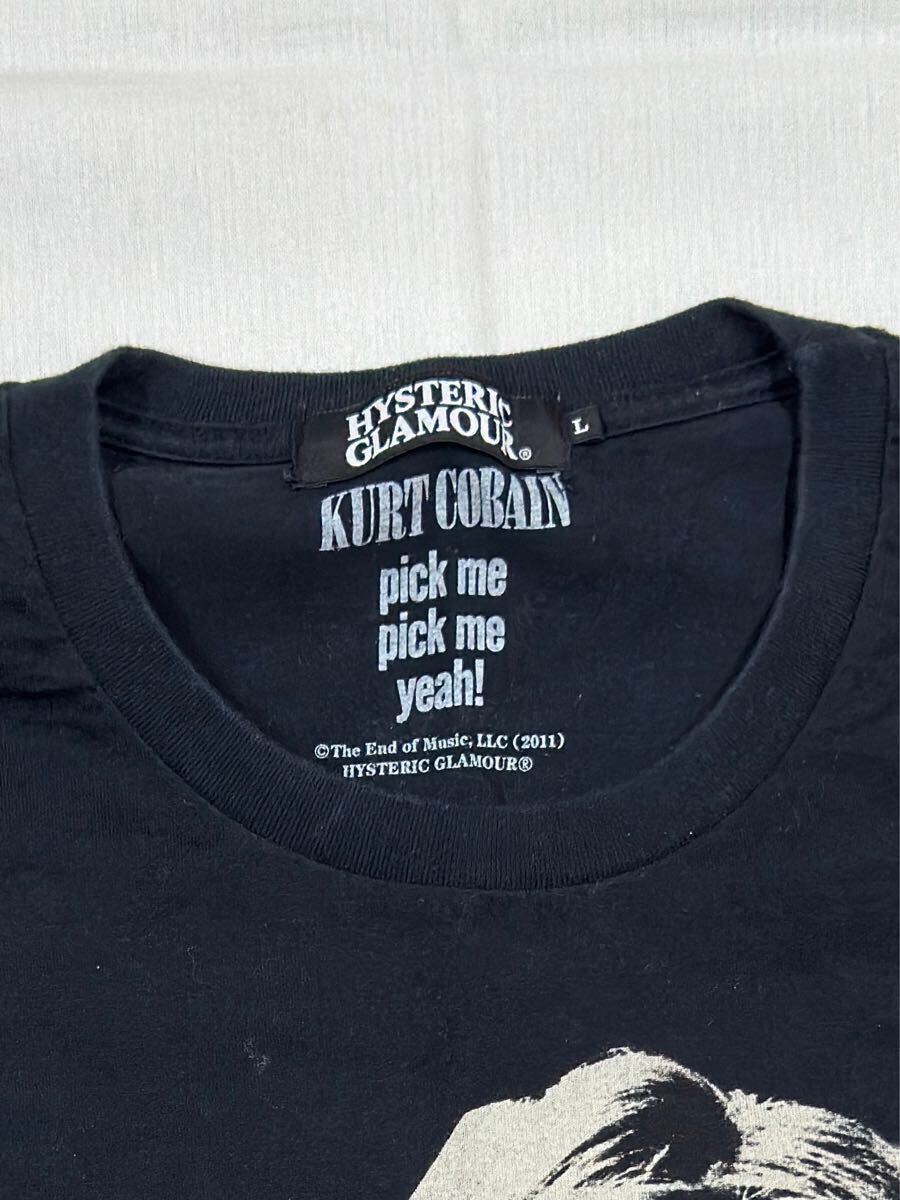 HYSTERIC
GLAMOUR®
L
KURT COBAIN
pick me
pick me
yeah!
©The End of Music, LLC (2011)
HYSTERIC GLAMOUR®